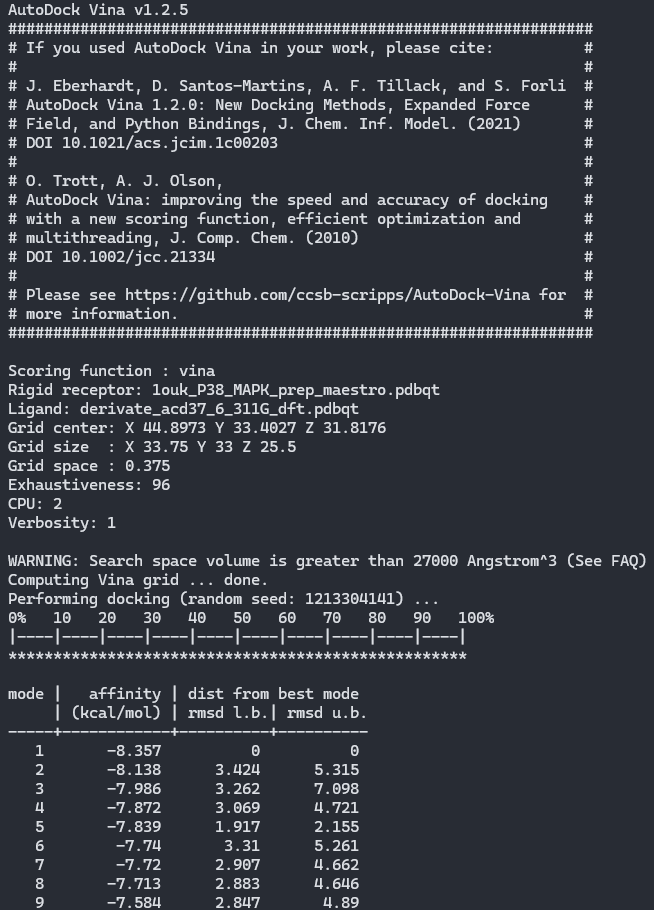 AutoDock Vina v1.2.5
#################################################################
# If you used AutoDock Vina in your work, please cite:          #
#                                                               #
# J. Eberhardt, D. Santos-Martins, A. F. Tillack, and S. Forli  #
# AutoDock Vina 1.2.0: New Docking Methods, Expanded Force      #
# Field, and Python Bindings, J. Chem. Inf. Model. (2021)       #
# DOI 10.1021/acs.jcim.1c00203                                  #
#                                                               #
# O. Trott, A. J. Olson,                                        #
# AutoDock Vina: improving the speed and accuracy of docking    #
# with a new scoring function, efficient optimization and       #
# multithreading, J. Comp. Chem. (2010)                         #
# DOI 10.1002/jcc.21334                                         #
#                                                               #
# Please see https://github.com/ccsb-scripps/AutoDock-Vina for  #
# more information.                                             #
#################################################################

Scoring function : vina
Rigid receptor: 1ouk_P38_MAPK_prep_maestro.pdbqt
Ligand: derivate_acd37_6_311G_dft.pdbqt
Grid center: X 44.8973 Y 33.4027 Z 31.8176
Grid size  : X 33.75 Y 33 Z 25.5
Grid space : 0.375
Exhaustiveness: 96
CPU: 2
Verbosity: 1

WARNING: Search space volume is greater than 27000 Angstrom^3 (See FAQ)
Computing Vina grid ... done.
Performing docking (random seed: 1213304141) ...
0%   10   20   30   40   50   60   70   80   90   100%
|----|----|----|----|----|----|----|----|----|----|
***************************************************

mode |   affinity | dist from best mode
     | (kcal/mol) | rmsd l.b.| rmsd u.b.
-----+------------+----------+----------
   1       -8.357          0          0
   2       -8.138      3.424      5.315
   3       -7.986      3.262      7.098
   4       -7.872      3.069      4.721
   5       -7.839      1.917      2.155
   6        -7.74       3.31      5.261
   7        -7.72      2.907      4.662
   8       -7.713      2.883      4.646
   9       -7.584      2.847       4.89